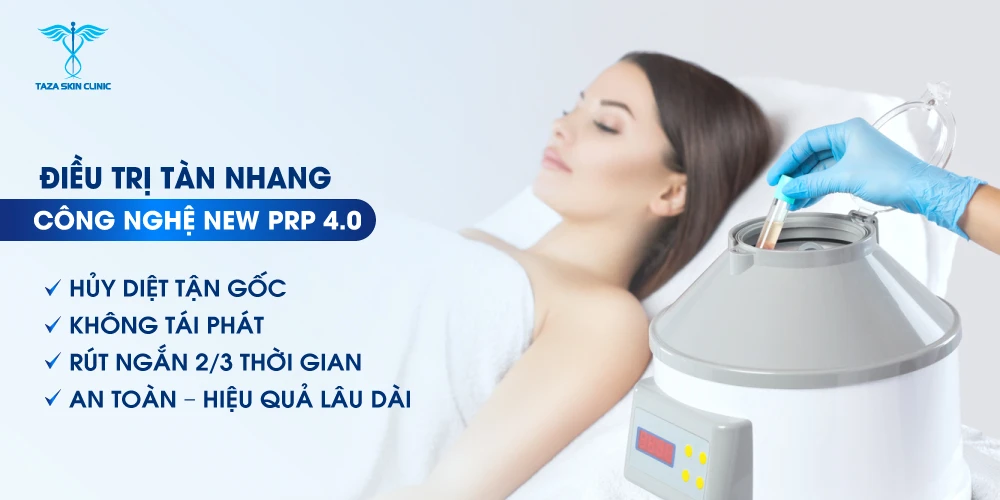 TAZA SKIN CLINIC
ĐIỀU TRỊ TÀN NHANG
CÔNG NGHỆ NEW PRP 4.0
HỦY DIỆT TẬN GỐC
KHÔNG TÁI PHÁT
RÚT NGẮN 2/3 THỜI GIAN
AN TOÀN – HIỆU QUẢ LÂU DÀI